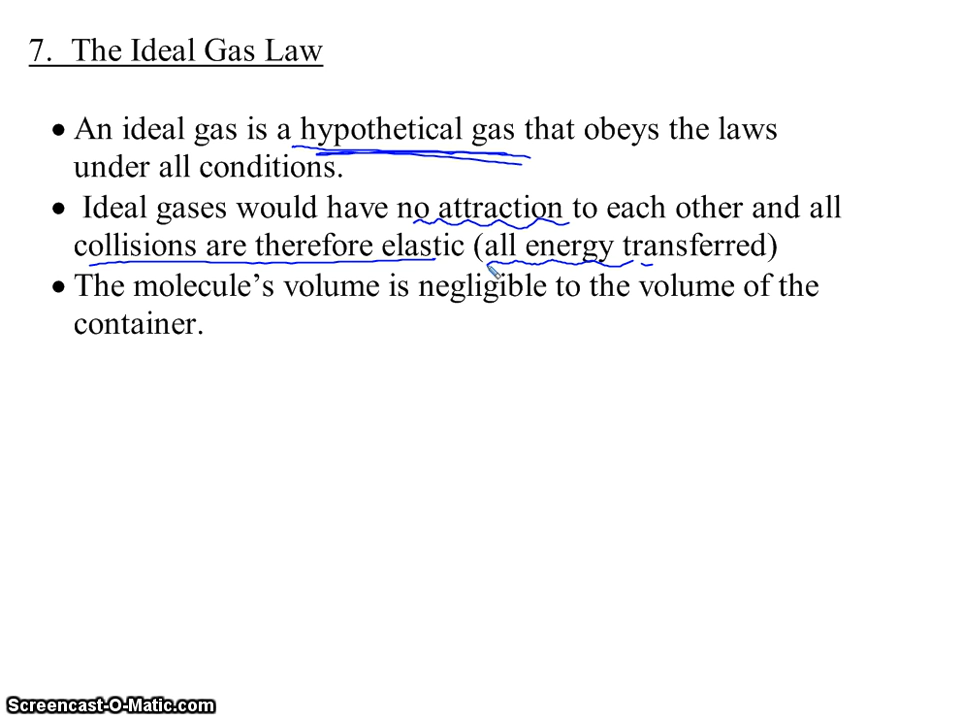 7. The Ideal Gas Law
• An ideal gas is a hypothetical gas that obeys the laws
under all conditions.
• Ideal gases would have no attraction to each other and all
collisions are therefore elastic (all energy transferred)
• The molecule’s volume is negligible to the volume of the
container.
Screencast-O-Matic.com